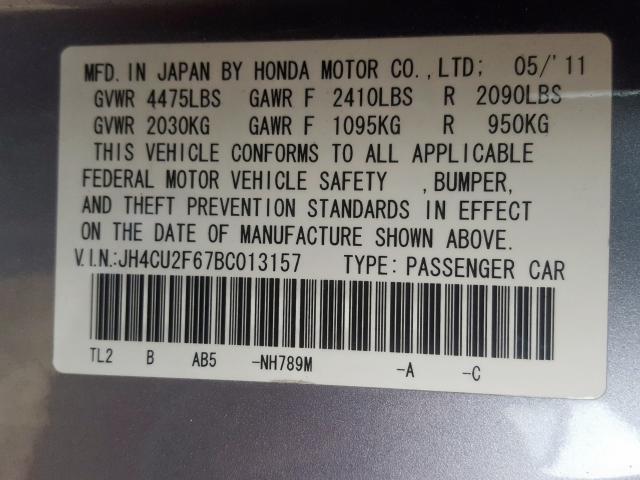 MFD. IN JAPAN BY HONDA MOTOR CO., LTD; 05/'11
GVWR 4475LBS GAWR F 2410LBS R 2090LBS
GVWR 2030KG GAWR F 1095KG R 950KG
THIS VEHICLE CONFORMS TO ALL APPLICABLE
FEDERAL MOTOR VEHICLE SAFETY , BUMPER,
AND THEFT PREVENTION STANDARDS IN EFFECT
ON THE DATE OF MANUFACTURE SHOWN ABOVE.
V.I.N.:JH4CU2F67BC013157 TYPE: PASSENGER CAR
TL2 B AB5 -NH789M -A -C